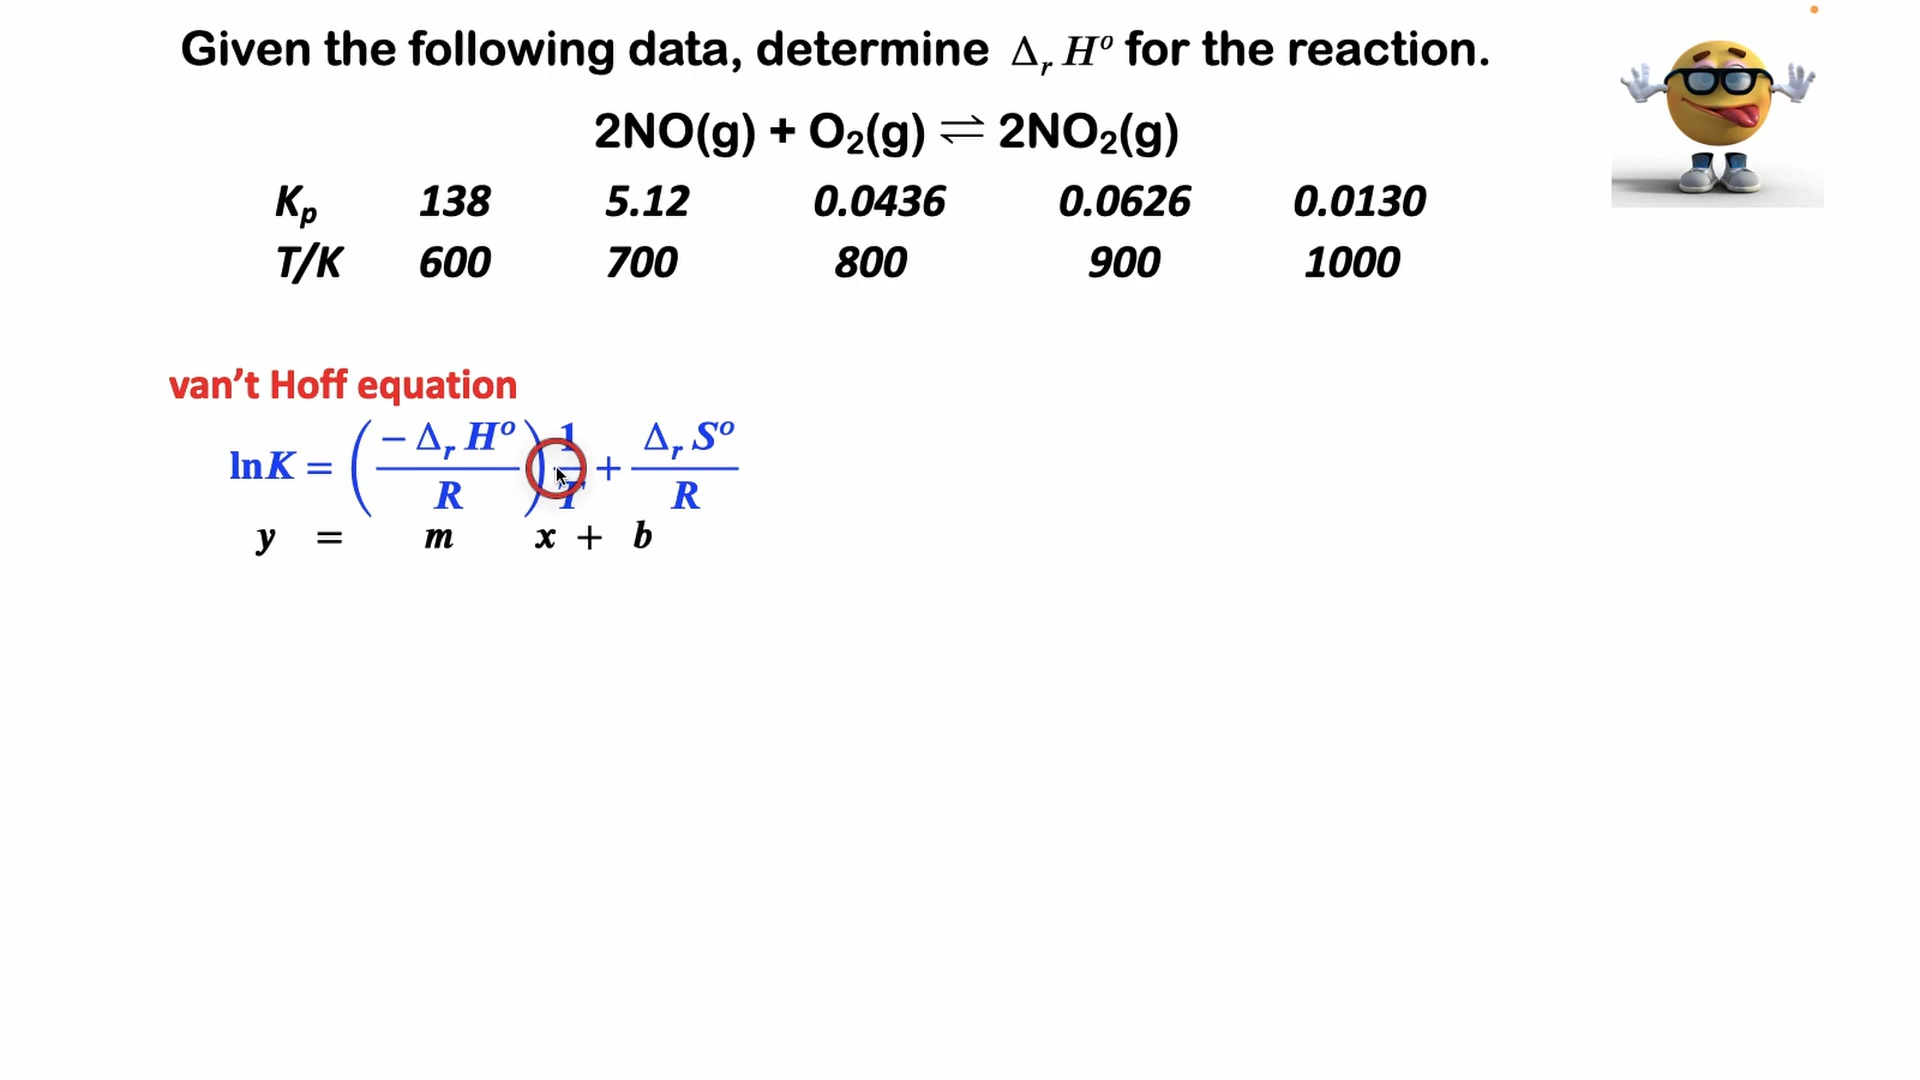 Given the following data, determine Δᵣ H° for the reaction.
2NO(g) + O₂(g) ⇌ 2NO₂(g)
Kₚ 138 5.12 0.0436 0.0626 0.0130
T/K 600 700 800 900 1000
van’t Hoff equation
lnK = (−Δᵣ H° / R) 1/T + Δᵣ S° / R
y = m x + b